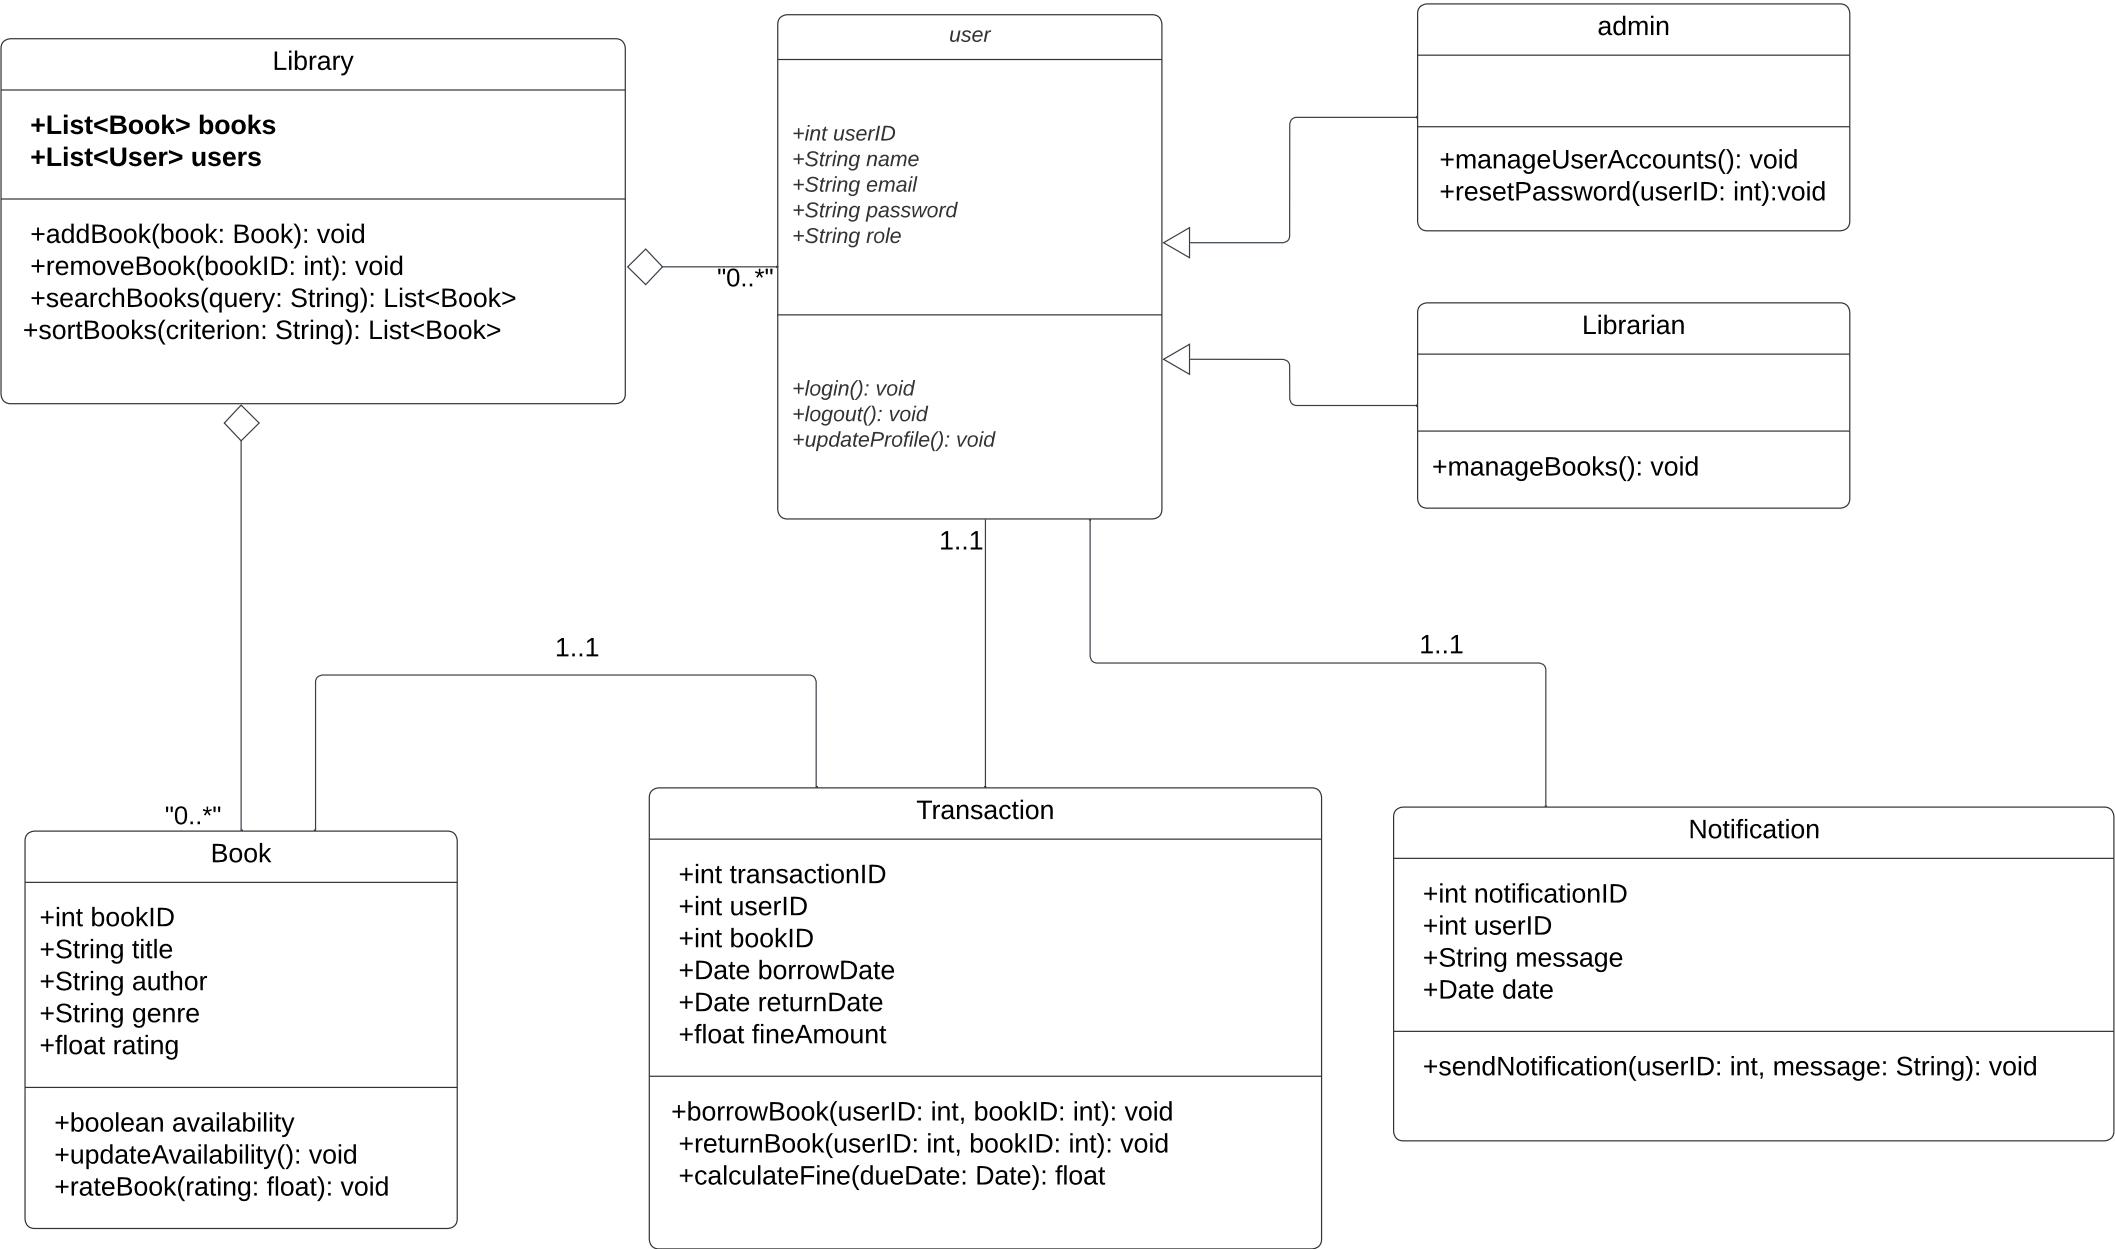 Library
+List<Book> books
+List<User> users
+addBook(book: Book): void
+removeBook(bookID: int): void
+searchBooks(query: String): List<Book>
+sortBooks(criterion: String): List<Book>
user
+int userID
+String name
+String email
+String password
+String role
+login(): void
+logout(): void
+updateProfile(): void
admin
+manageUserAccounts(): void
+resetPassword(userID: int):void
Librarian
+manageBooks(): void
"0..*"
1..1
1..1
1..1
"0..*"
Book
+int bookID
+String title
+String author
+String genre
+float rating
+boolean availability
+updateAvailability(): void
+rateBook(rating: float): void
Transaction
+int transactionID
+int userID
+int bookID
+Date borrowDate
+Date returnDate
+float fineAmount
+borrowBook(userID: int, bookID: int): void
+returnBook(userID: int, bookID: int): void
+calculateFine(dueDate: Date): float
Notification
+int notificationID
+int userID
+String message
+Date date
+sendNotification(userID: int, message: String): void